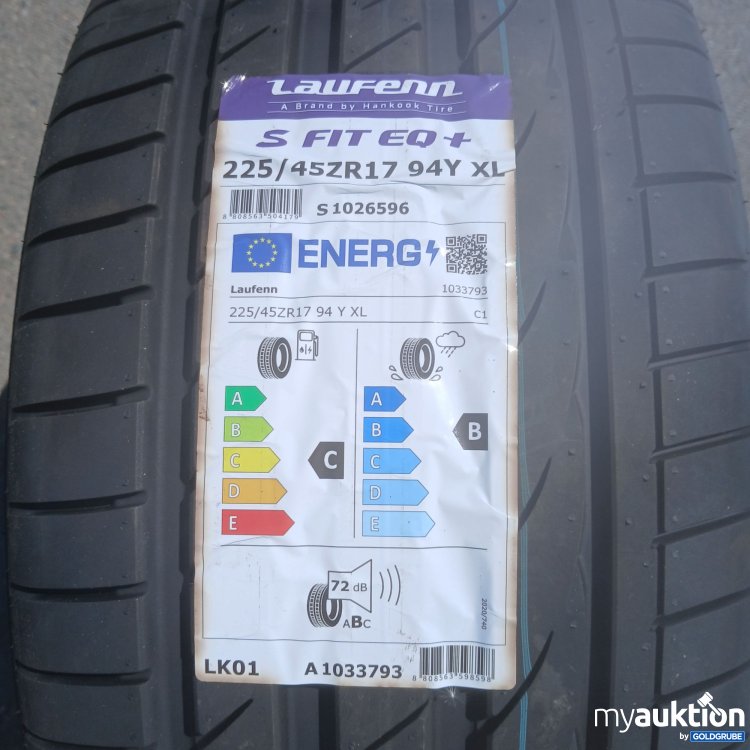 Laufenn
A Brand by Hankook Tire
S FIT EQ+
225/45ZR17 94Y XL
8 808563 504179
S 1026596
ENERG
Laufenn 1033793
225/45ZR17 94 Y XL C1
A A
B B B
C C C
D D
E E
72 dB
ABC
2020/740
LK01 A 1033793
8 808563 598598
myauktion
by GOLDGRUBE